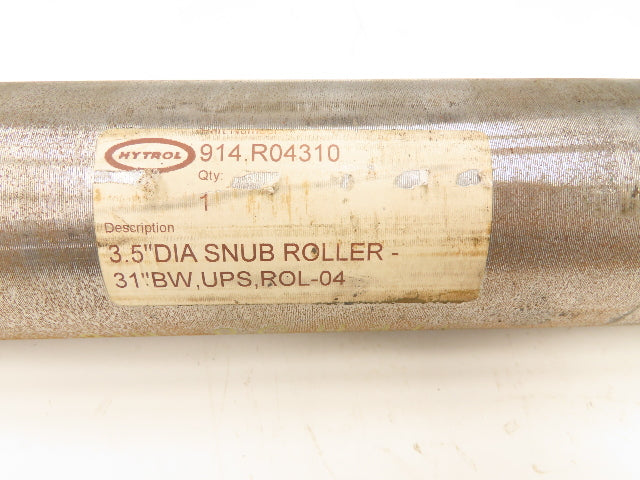 HYTROL
914.R04310
Qty:
1
Description
3.5"DIA SNUB ROLLER -
31"BW,UPS,ROL-04